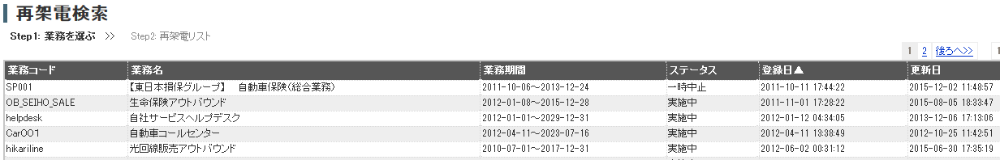 再架電検索
Step1: 業務を選ぶ >> Step2: 再架電リスト
1 2 後ろへ>> 1
業務コード 業務名 業務期間 ステータス 登録日▲ 更新日
SP001 【東日本損保グループ】 自動車保険(総合業務) 2011-10-06～2013-12-24 一時中止 2011-10-11 17:44:22 2015-12-02 11:48:57
OB_SEIHO_SALE 生命保険アウトバウンド 2012-01-08～2015-12-28 実施中 2011-11-01 17:28:22 2015-08-05 18:33:47
helpdesk 自社サービスヘルプデスク 2012-01-01～2029-12-31 実施中 2012-01-12 04:34:05 2013-12-06 17:13:06
Car001 自動車コールセンター 2012-04-11～2023-07-16 実施中 2012-04-11 13:38:49 2012-10-25 11:42:51
hikariline 光回線販売アウトバウンド 2010-07-01～2017-12-31 実施中 2012-06-02 00:31:12 2015-06-30 17:35:19